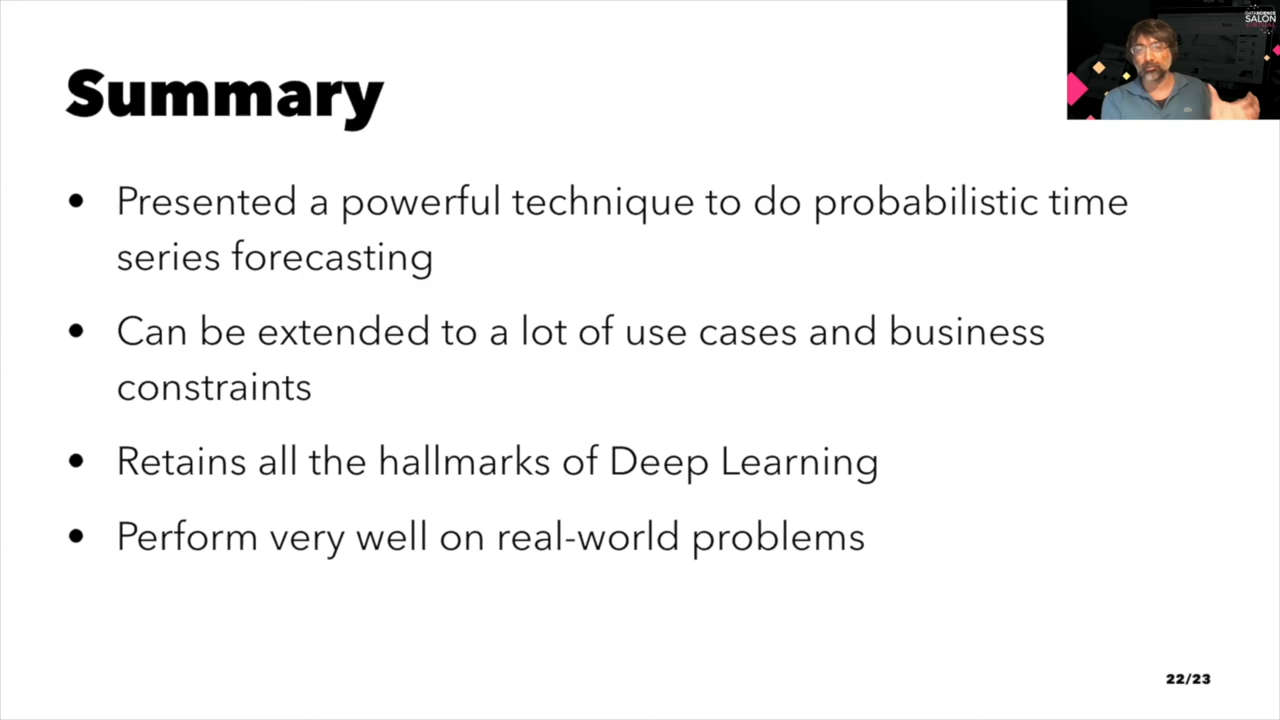 Summary
• Presented a powerful technique to do probabilistic time
series forecasting
• Can be extended to a lot of use cases and business
constraints
• Retains all the hallmarks of Deep Learning
• Perform very well on real-world problems
22/23
DATASCIENCE
SALON
VIRTUAL